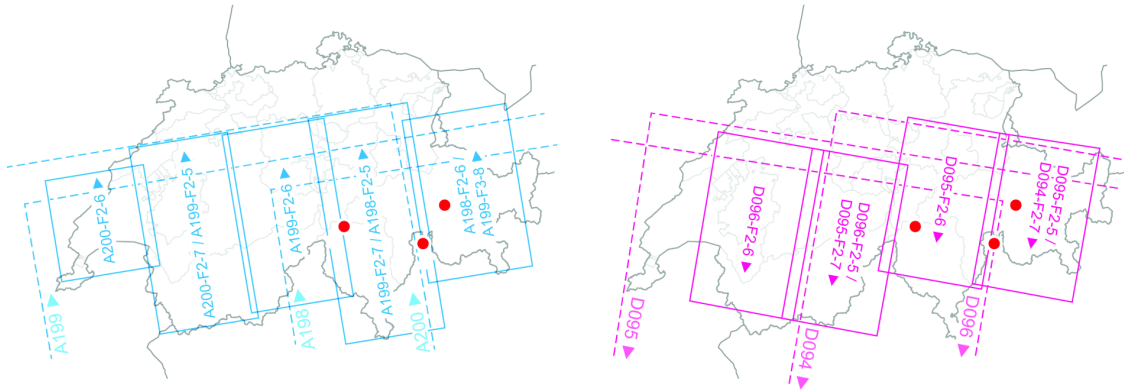 A200-F2-6
A200-F2-7 / A199-F2-5
A199-F2-6
A199-F2-7 / A198-F2-5
A198-F2-6 /
A199-F3-8
A199
A198
A200
D096-F2-6
D096-F2-5 /
D095-F2-7
D095-F2-6
D095-F2-5 /
D094-F2-7
D095
D094
D096